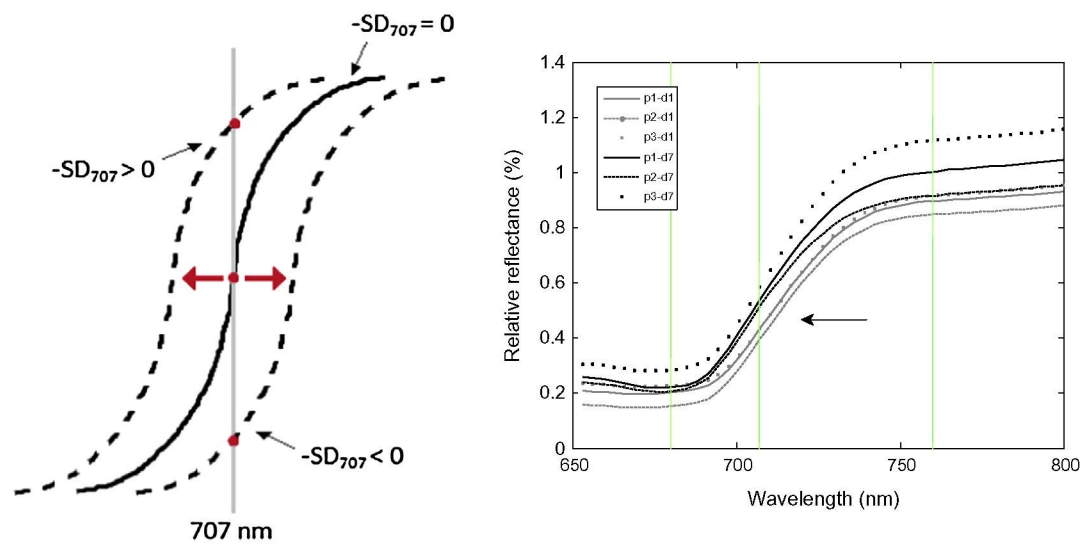 -SD707 = 0
-SD707 > 0
-SD707 < 0
707 nm
1.4
1.2
1
0.8
0.6
0.4
0.2
0
Relative reflectance (%)
p1-d1
p2-d1
p3-d1
p1-d7
p2-d7
p3-d7
650
700
750
800
Wavelength (nm)